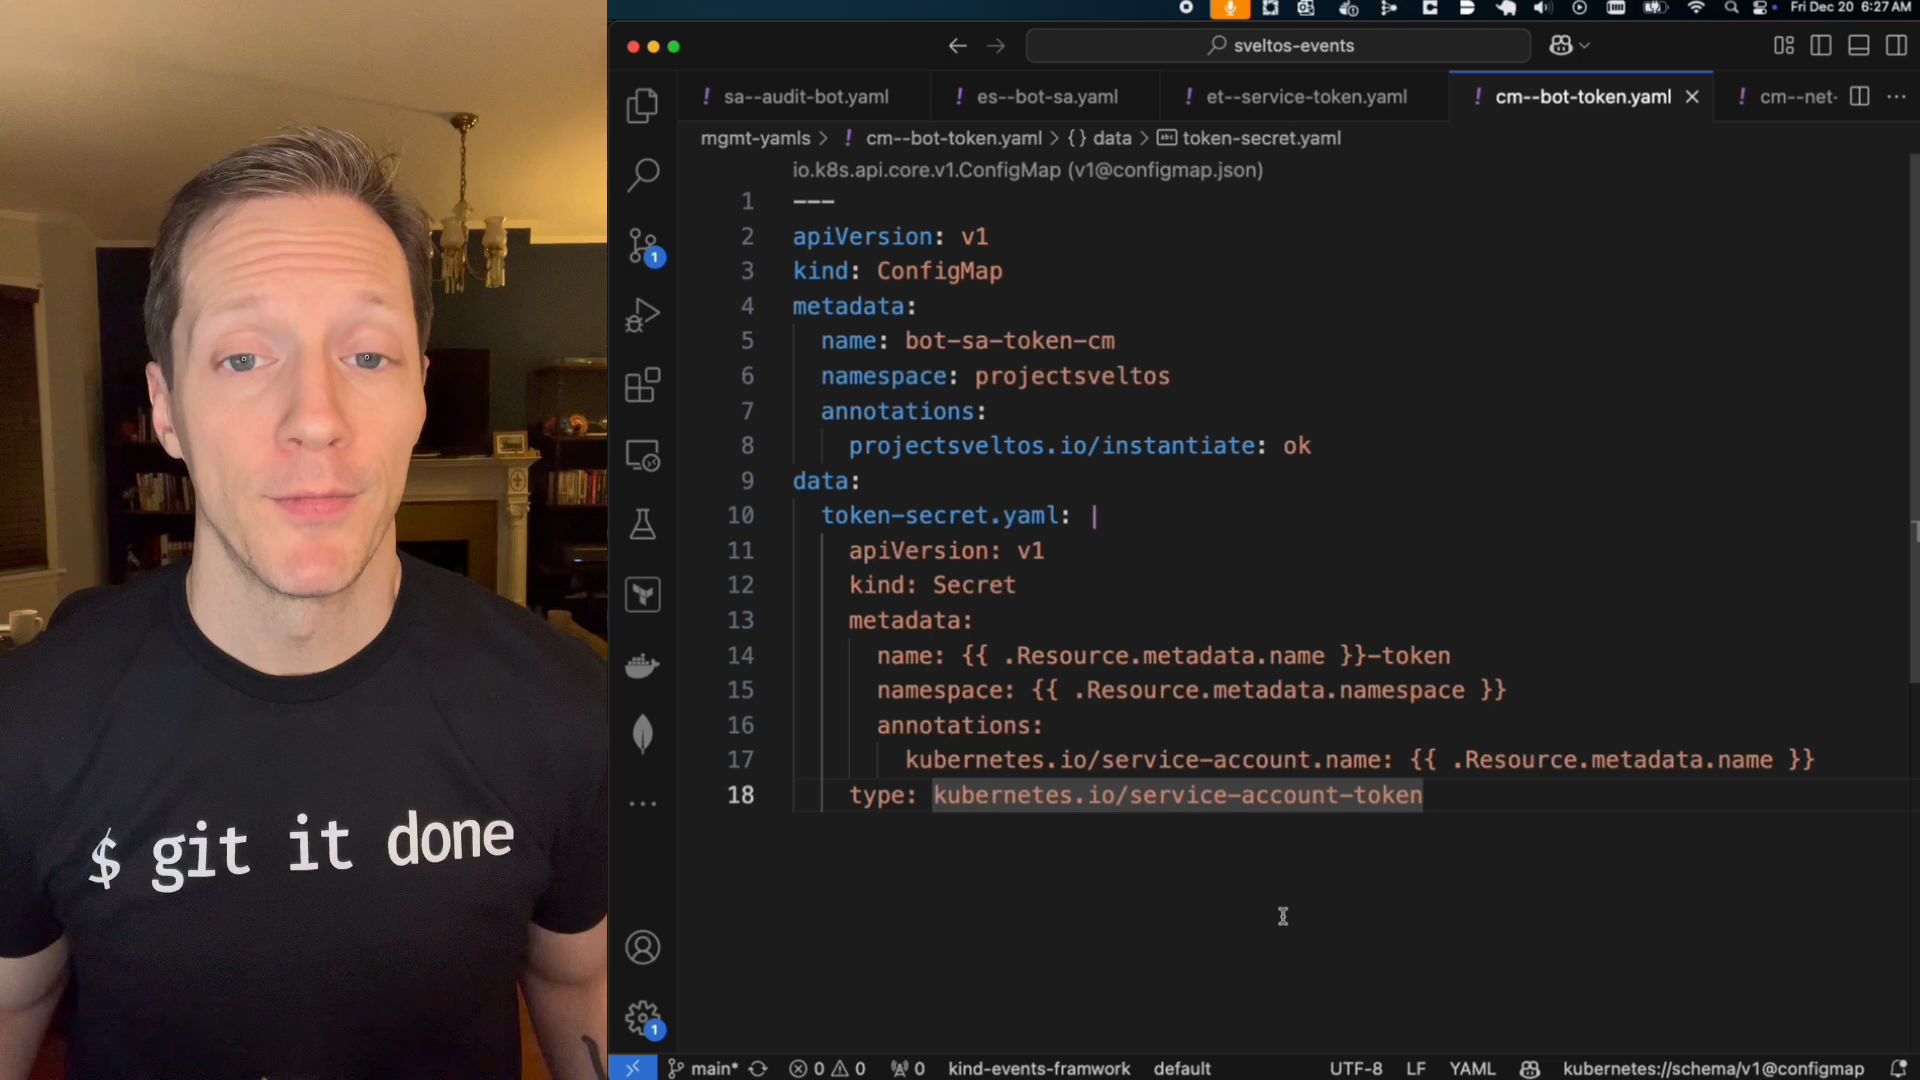 Fri Dec 20 6:27 AM
sveltos-events
sa--audit-bot.yaml
es--bot-sa.yaml
et--service-token.yaml
cm--bot-token.yaml
cm--net-
mgmt-yamls > ! cm--bot-token.yaml > {} data > abc token-secret.yaml
io.k8s.api.core.v1.ConfigMap (v1@configmap.json)
1 ---
2 apiVersion: v1
3 kind: ConfigMap
4 metadata:
5 name: bot-sa-token-cm
6 namespace: projectsveltos
7 annotations:
8 projectsveltos.io/instantiate: ok
9 data:
10 token-secret.yaml: |
11 apiVersion: v1
12 kind: Secret
13 metadata:
14 name: {{ .Resource.metadata.name }}-token
15 namespace: {{ .Resource.metadata.namespace }}
16 annotations:
17 kubernetes.io/service-account.name: {{ .Resource.metadata.name }}
18 type: kubernetes.io/service-account-token
1
1
$ git it done
main* 0 0 0 kind-events-framwork default UTF-8 LF YAML kubernetes://schema/v1@configmap